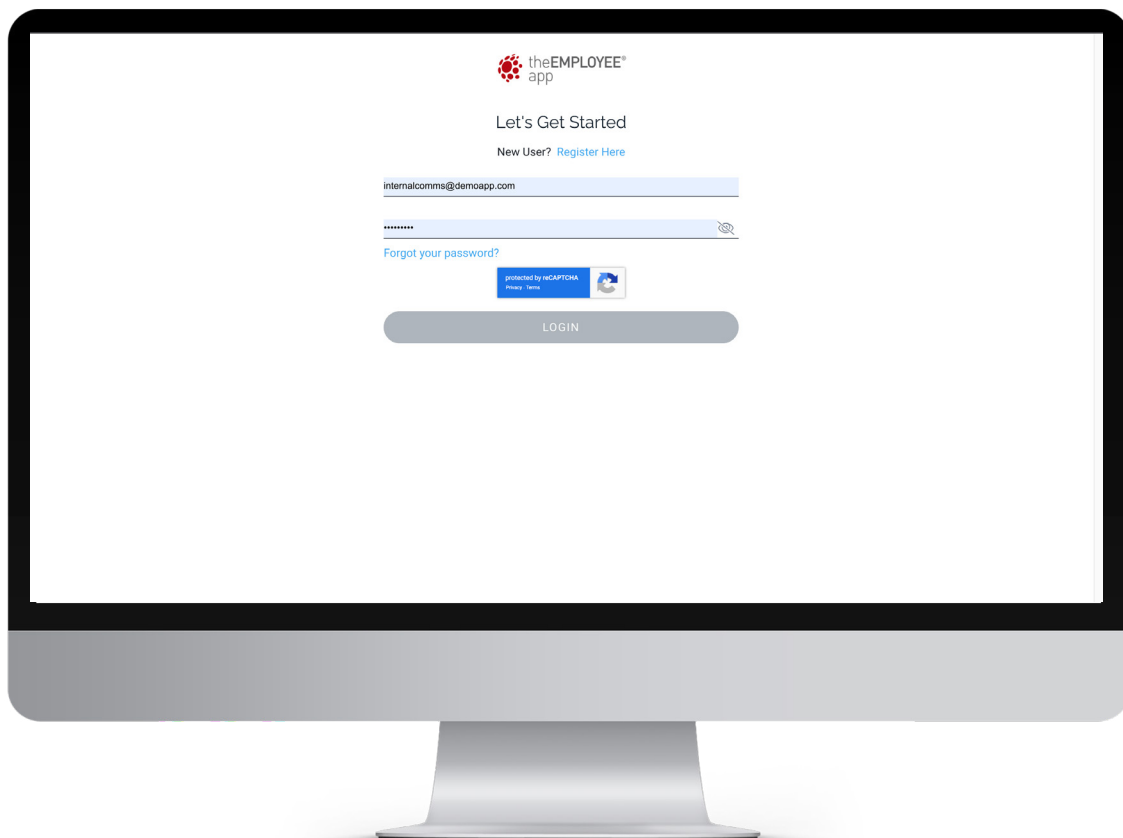 theEMPLOYEE®
app
Let's Get Started
New User? Register Here
internalcomms@demoapp.com
•••••••••
Forgot your password?
protected by reCAPTCHA
Privacy - Terms
LOGIN